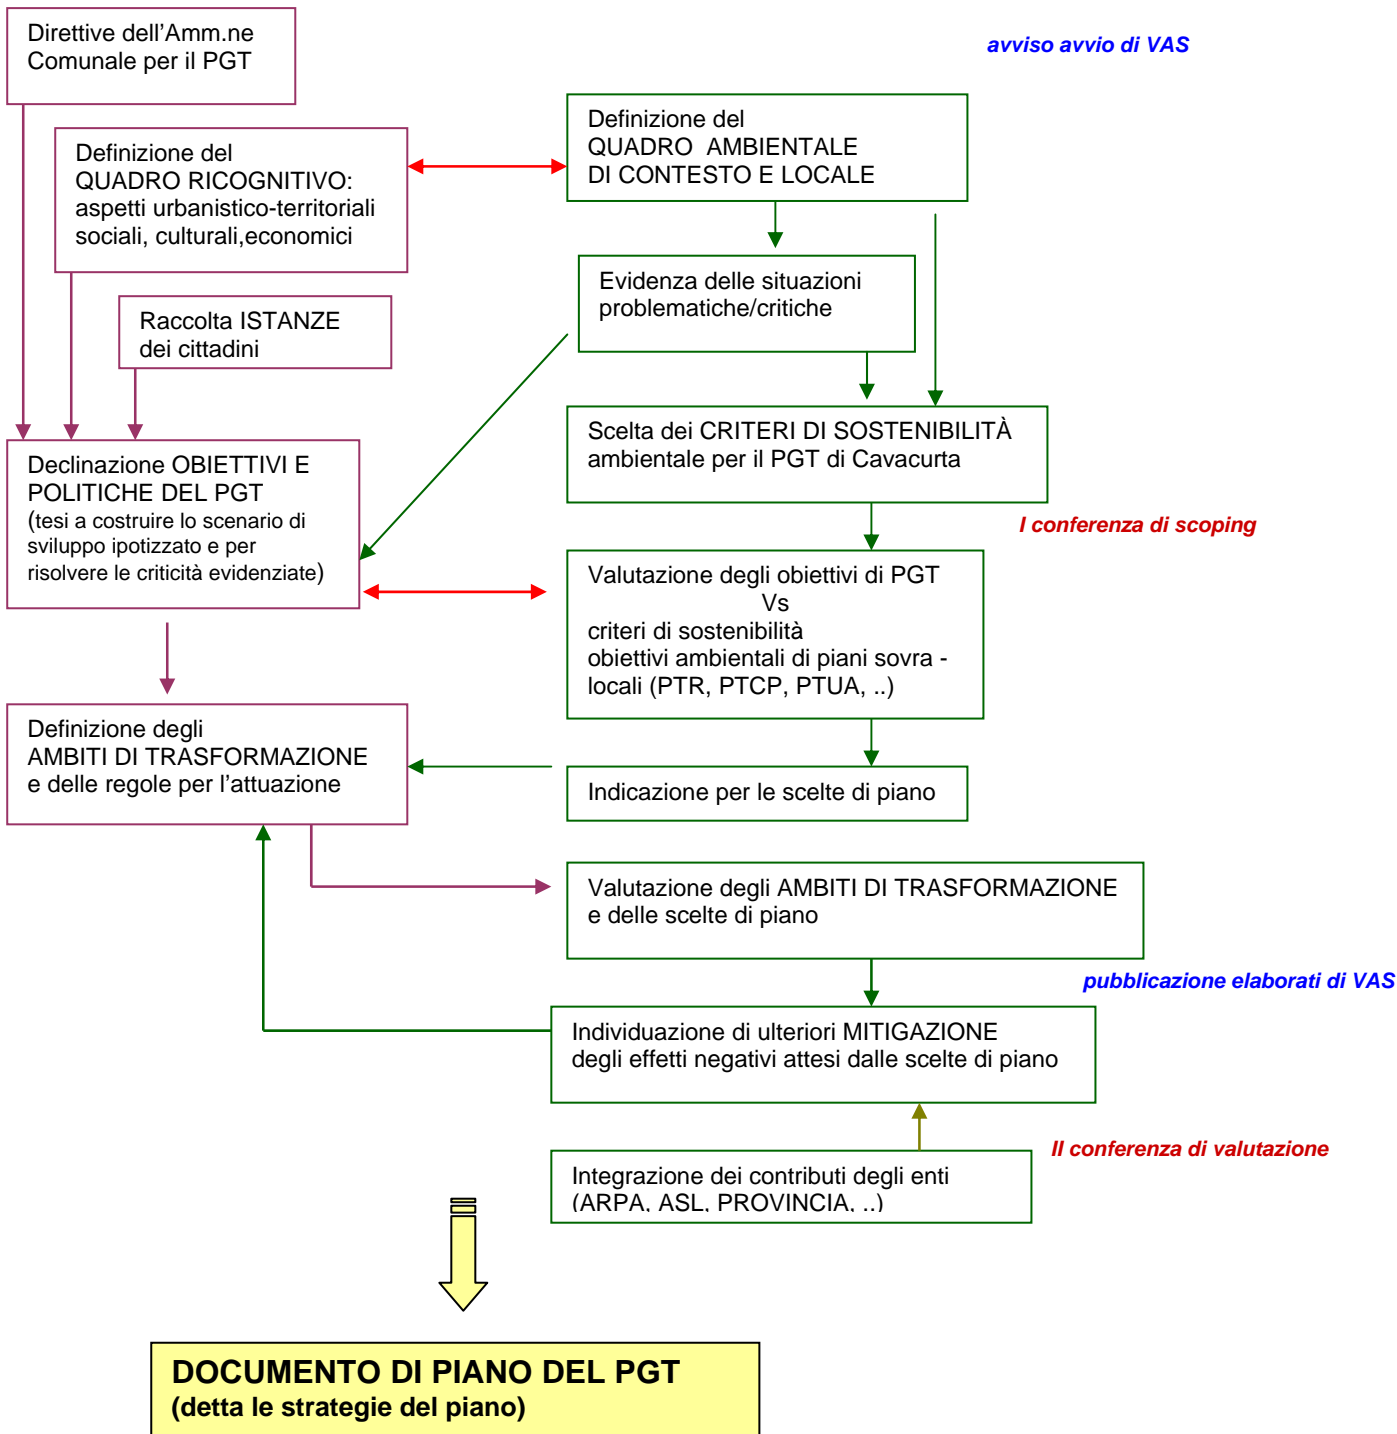 Direttive dell'Amm.ne
Comunale per il PGT
avviso avvio di VAS
Definizione del
QUADRO RICOGNITIVO:
aspetti urbanistico-territoriali
sociali, culturali,economici
Definizione del
QUADRO AMBIENTALE
DI CONTESTO E LOCALE
Evidenza delle situazioni
problematiche/critiche
Raccolta ISTANZE
dei cittadini
Scelta dei CRITERI DI SOSTENIBILITÀ
ambientale per il PGT di Cavacurta
Declinazione OBIETTIVI E
POLITICHE DEL PGT
(tesi a costruire lo scenario di
sviluppo ipotizzato e per
risolvere le criticità evidenziate)
I conferenza di scoping
Valutazione degli obiettivi di PGT
Vs
criteri di sostenibilità
obiettivi ambientali di piani sovra -
locali (PTR, PTCP, PTUA, ..)
Definizione degli
AMBITI DI TRASFORMAZIONE
e delle regole per l'attuazione
Indicazione per le scelte di piano
Valutazione degli AMBITI DI TRASFORMAZIONE
e delle scelte di piano
pubblicazione elaborati di VAS
Individuazione di ulteriori MITIGAZIONE
degli effetti negativi attesi dalle scelte di piano
II conferenza di valutazione
Integrazione dei contributi degli enti
(ARPA, ASL, PROVINCIA, ..)
DOCUMENTO DI PIANO DEL PGT
(detta le strategie del piano)